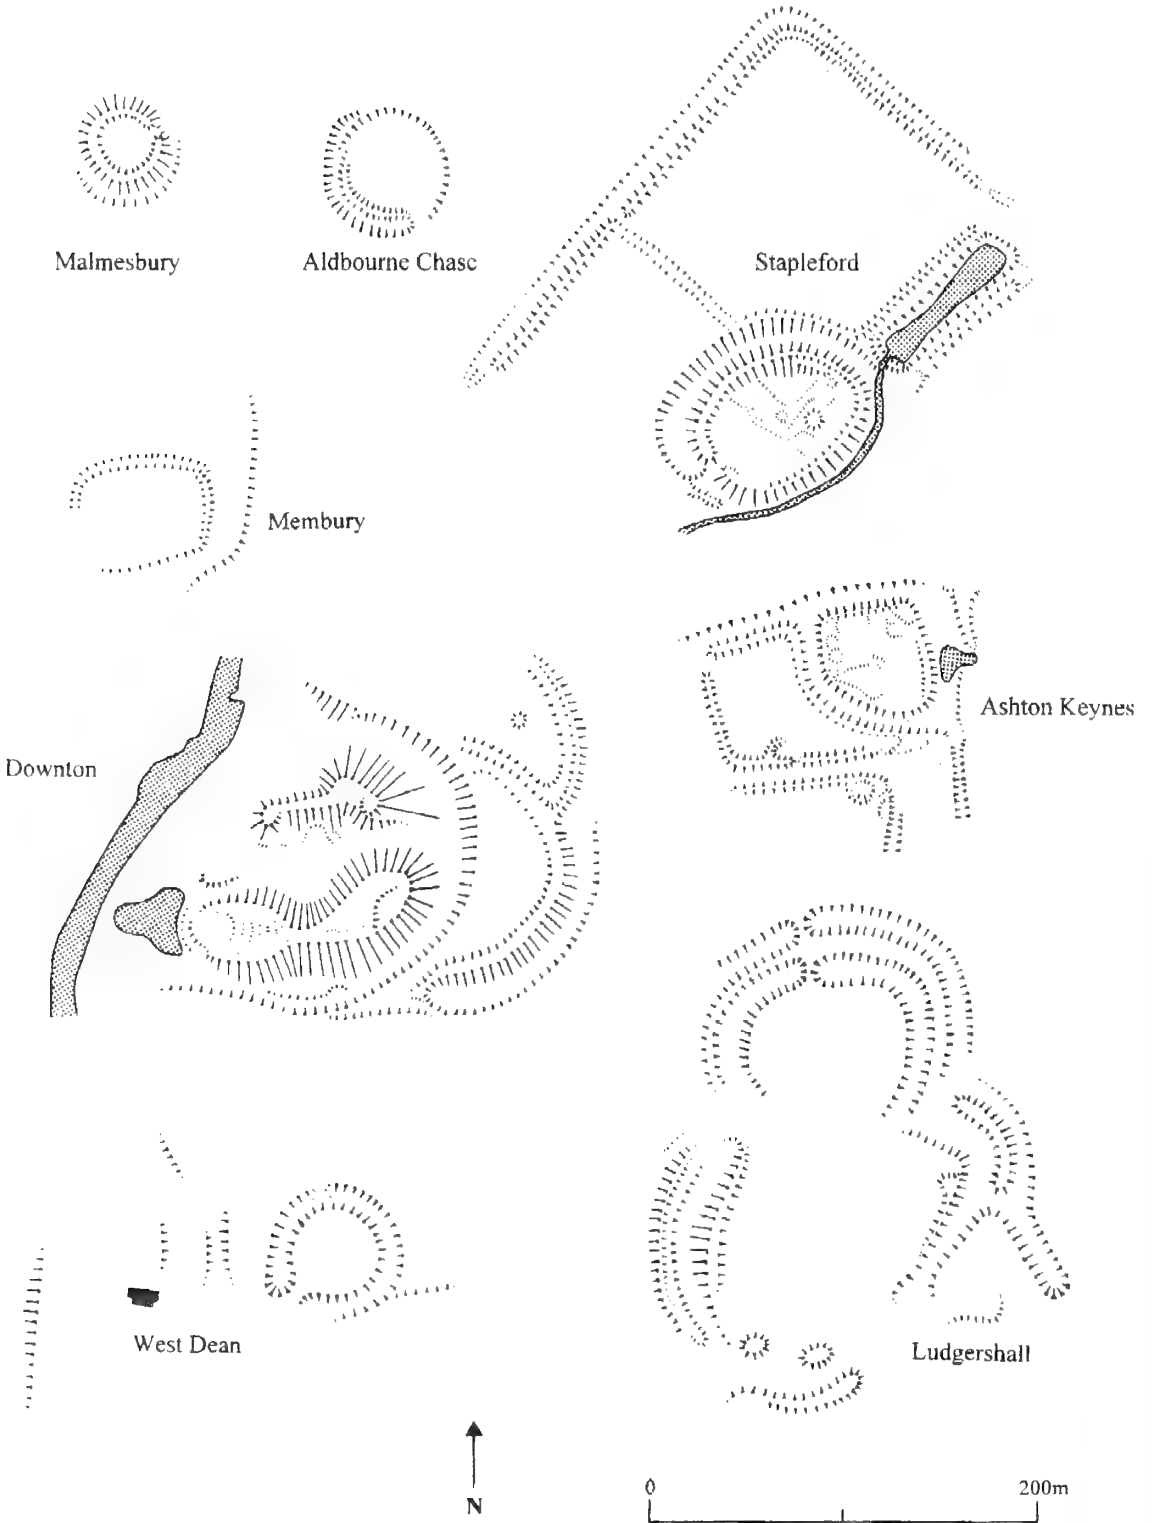 Malmesbury
Aldbourne Chase
Stapleford
Membury
Ashton Keynes
Downton
West Dean
Ludgershall
N
0 200m